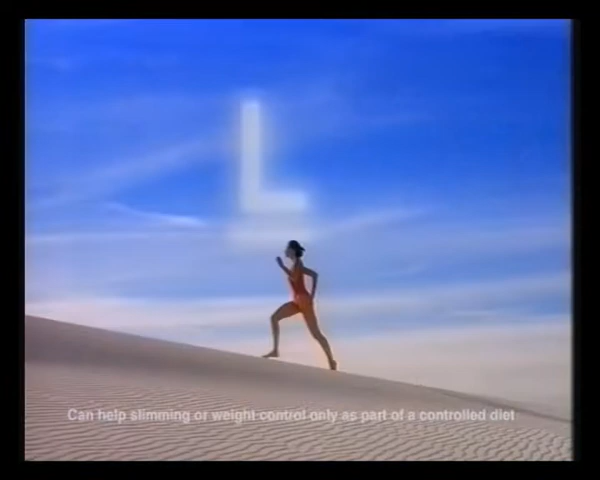 L
Can help slimming or weight control only as part of a controlled diet